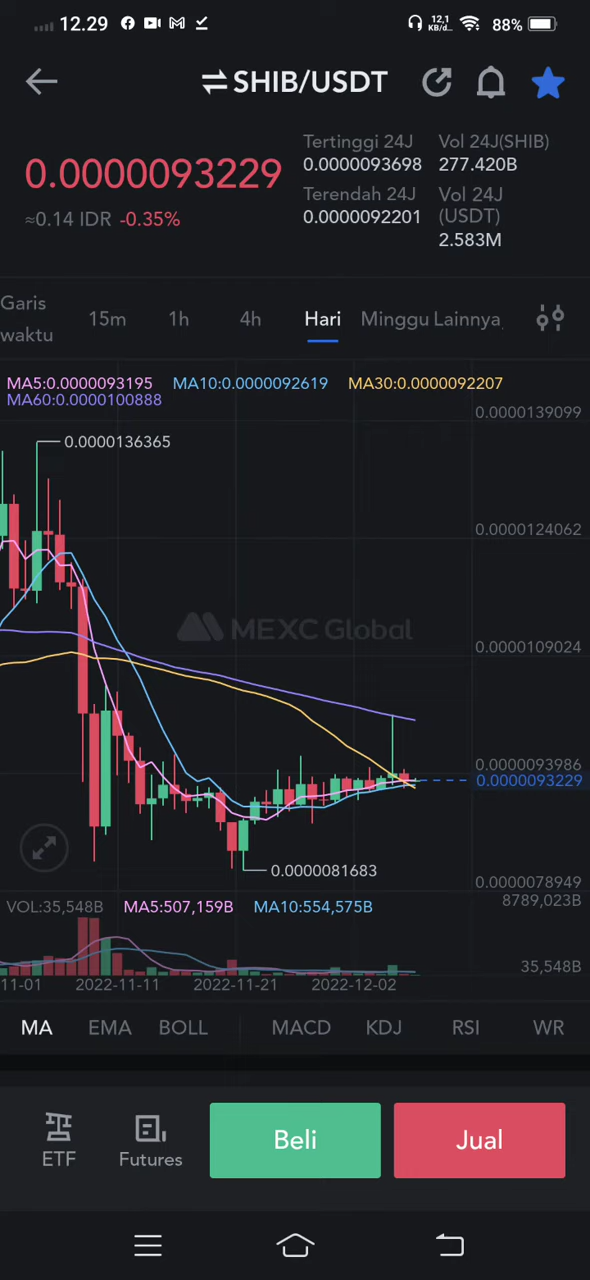 12.29
12,1
KB/d...
88%
SHIB/USDT
0.0000093229
≈0.14 IDR -0.35%
Tertinggi 24J
0.0000093698
Terendah 24J
0.0000092201
Vol 24J(SHIB)
277.420B
Vol 24J
(USDT)
2.583M
Garis
waktu
15m
1h
4h
Hari
Minggu
Lainnya
MA5:0.0000093195
MA10:0.0000092619
MA30:0.0000092207
MA60:0.0000100888
0.0000139099
0.0000136365
0.0000124062
MEXC Global
0.0000109024
0.0000093986
0.0000093229
0.0000081683
0.0000078949
VOL:35,548B
MA5:507,159B
MA10:554,575B
8789,023B
35,548B
11-01
2022-11-11
2022-11-21
2022-12-02
MA
EMA
BOLL
MACD
KDJ
RSI
WR
ETF
Futures
Beli
Jual